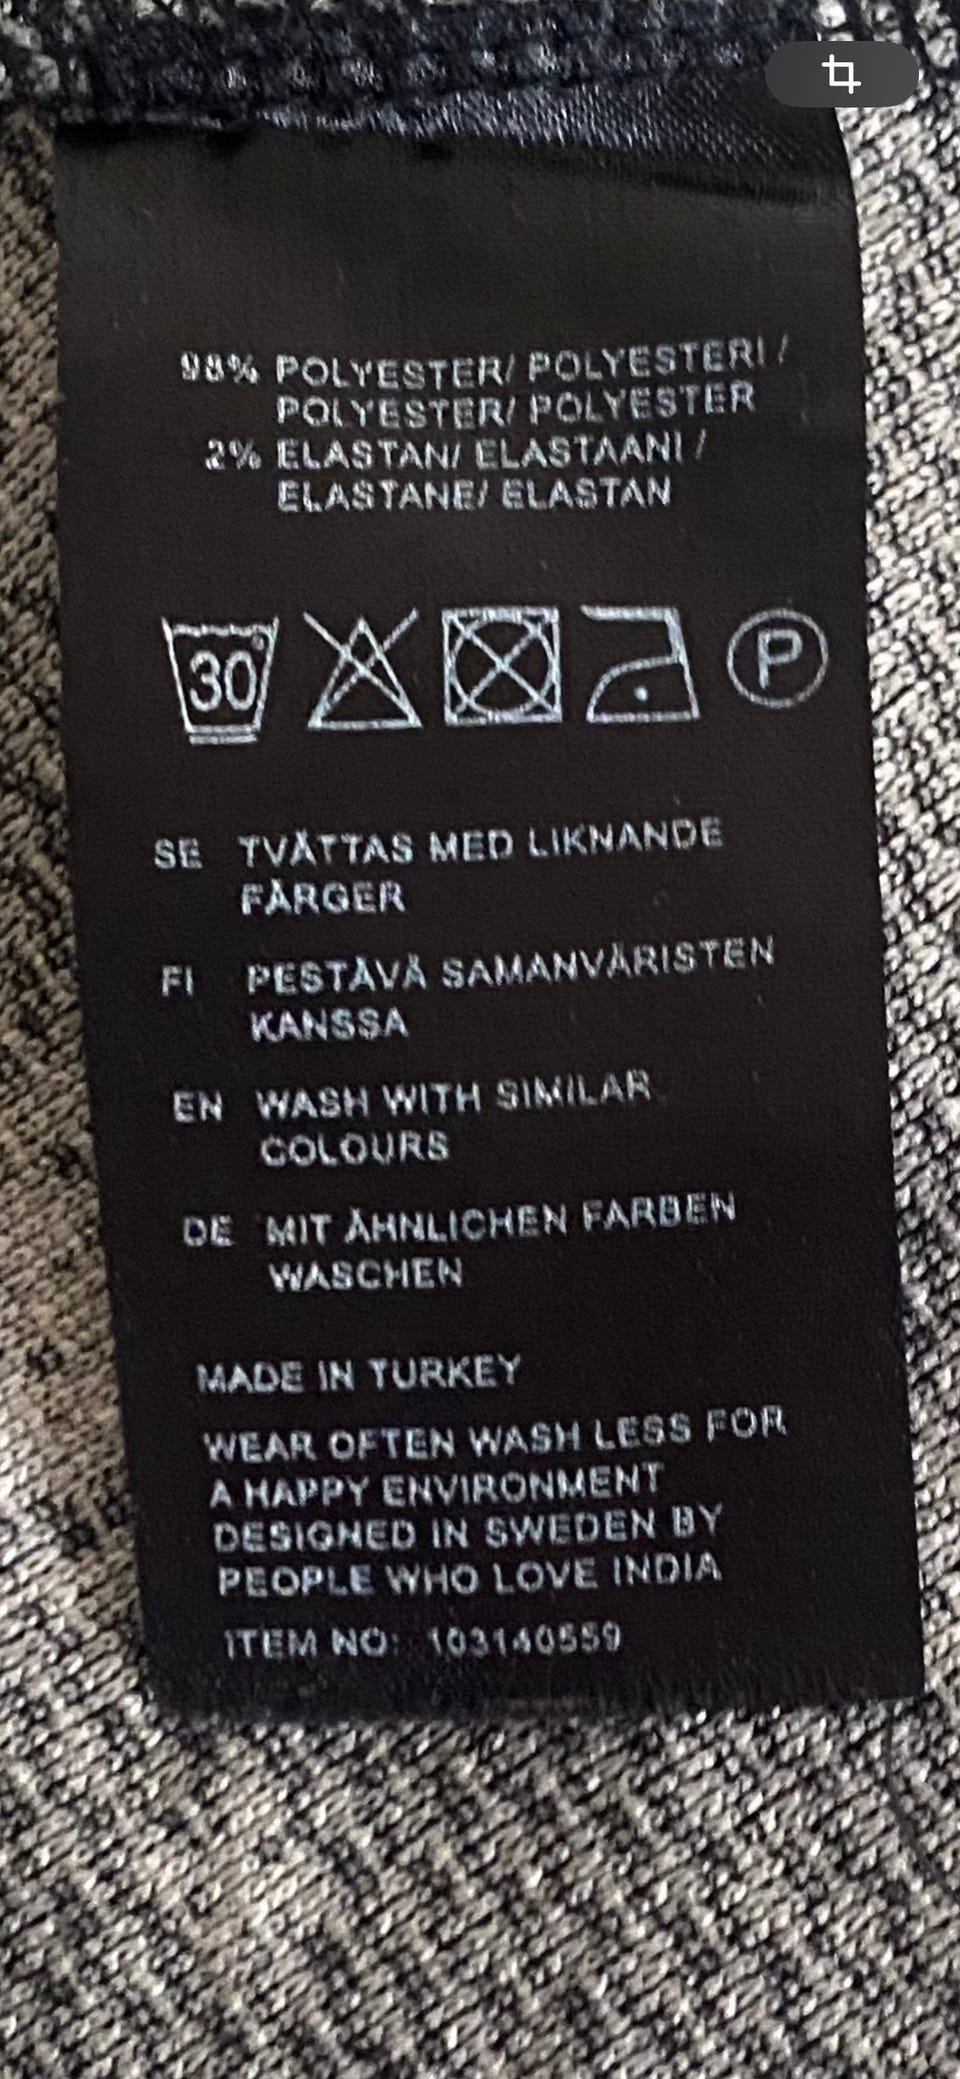 98% POLYESTER/ POLYESTERI /
POLYESTER/ POLYESTER
2% ELASTAN/ ELASTAANI /
ELASTANE/ ELASTAN
30°
P
SE TVÄTTAS MED LIKNANDE
FÄRGER
FI PESTÄVÄ SAMANVÄRISTEN
KANSSA
EN WASH WITH SIMILAR
COLOURS
DE MIT ÄHNLICHEN FARBEN
WASCHEN
MADE IN TURKEY
WEAR OFTEN WASH LESS FOR
A HAPPY ENVIRONMENT
DESIGNED IN SWEDEN BY
PEOPLE WHO LOVE INDIA
ITEM NO: 103140559